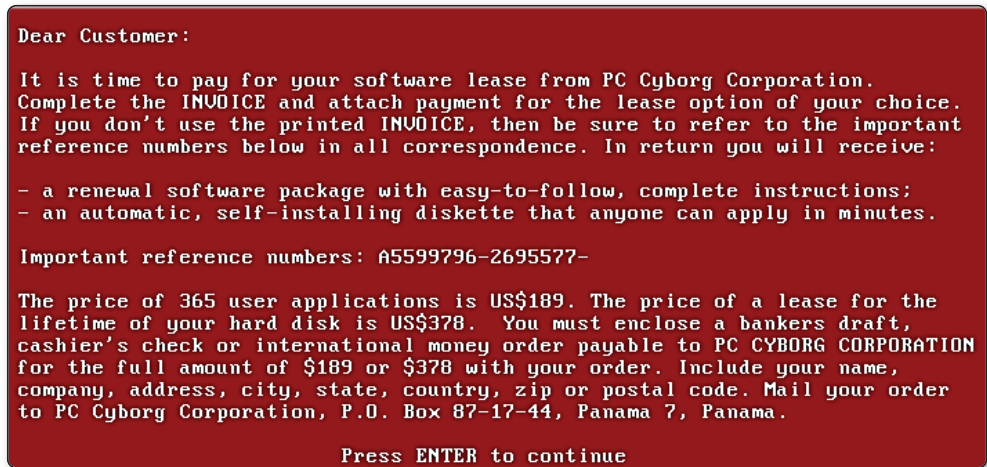 Dear Customer:
It is time to pay for your software lease from PC Cyborg Corporation.
Complete the INVOICE and attach payment for the lease option of your choice.
If you don't use the printed INVOICE, then be sure to refer to the important
reference numbers below in all correspondence. In return you will receive:
- a renewal software package with easy-to-follow, complete instructions;
- an automatic, self-installing diskette that anyone can apply in minutes.
Important reference numbers: A5599796-2695577-
The price of 365 user applications is US$189. The price of a lease for the
lifetime of your hard disk is US$378.  You must enclose a bankers draft,
cashier's check or international money order payable to PC CYBORG CORPORATION
for the full amount of $189 or $378 with your order. Include your name,
company, address, city, state, country, zip or postal code. Mail your order
to PC Cyborg Corporation, P.O. Box 87-17-44, Panama 7, Panama.
Press ENTER to continue